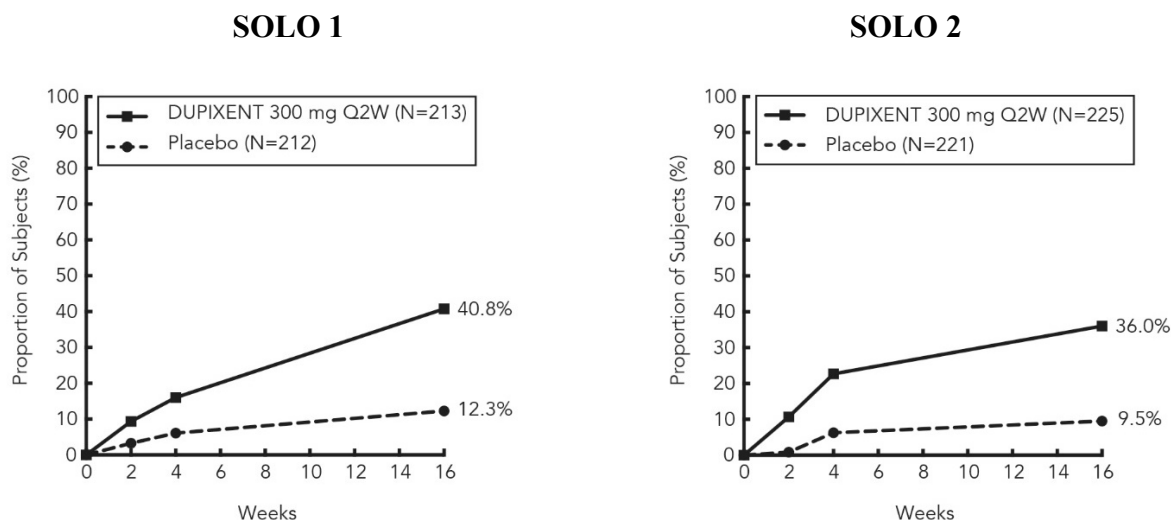 SOLO 1
100
90
80
70
60
50
40
30
20
10
0
Proportion of Subjects (%)
DUPIXENT 300 mg Q2W (N=213)
Placebo (N=212)
40.8%
12.3%
0 2 4 6 8 10 12 14 16
Weeks
SOLO 2
100
90
80
70
60
50
40
30
20
10
0
Proportion of Subjects (%)
DUPIXENT 300 mg Q2W (N=225)
Placebo (N=221)
36.0%
9.5%
0 2 4 6 8 10 12 14 16
Weeks